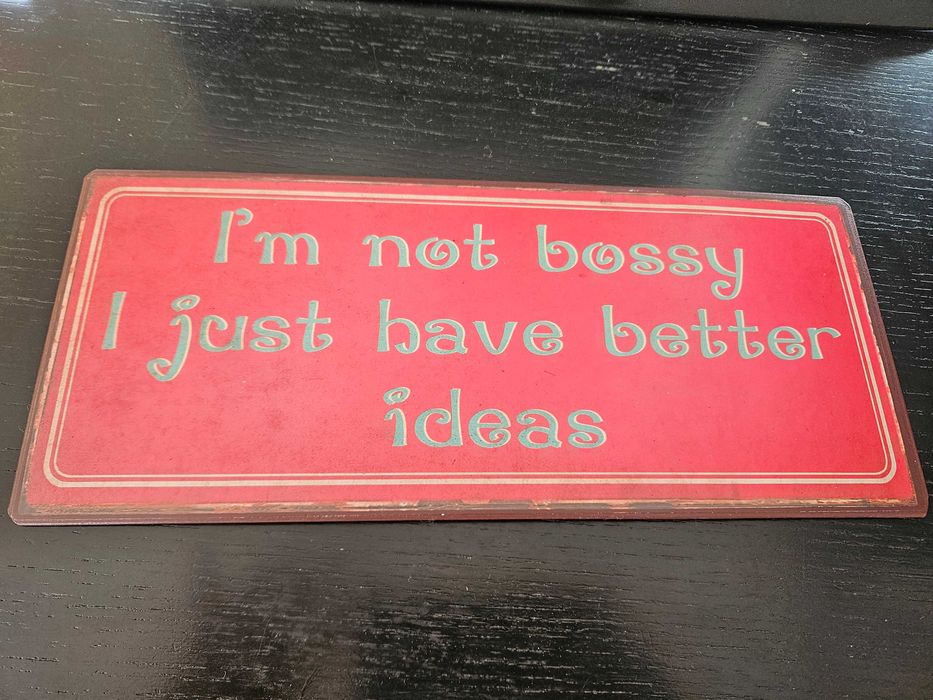 I'm not bossy
I just have better
ideas